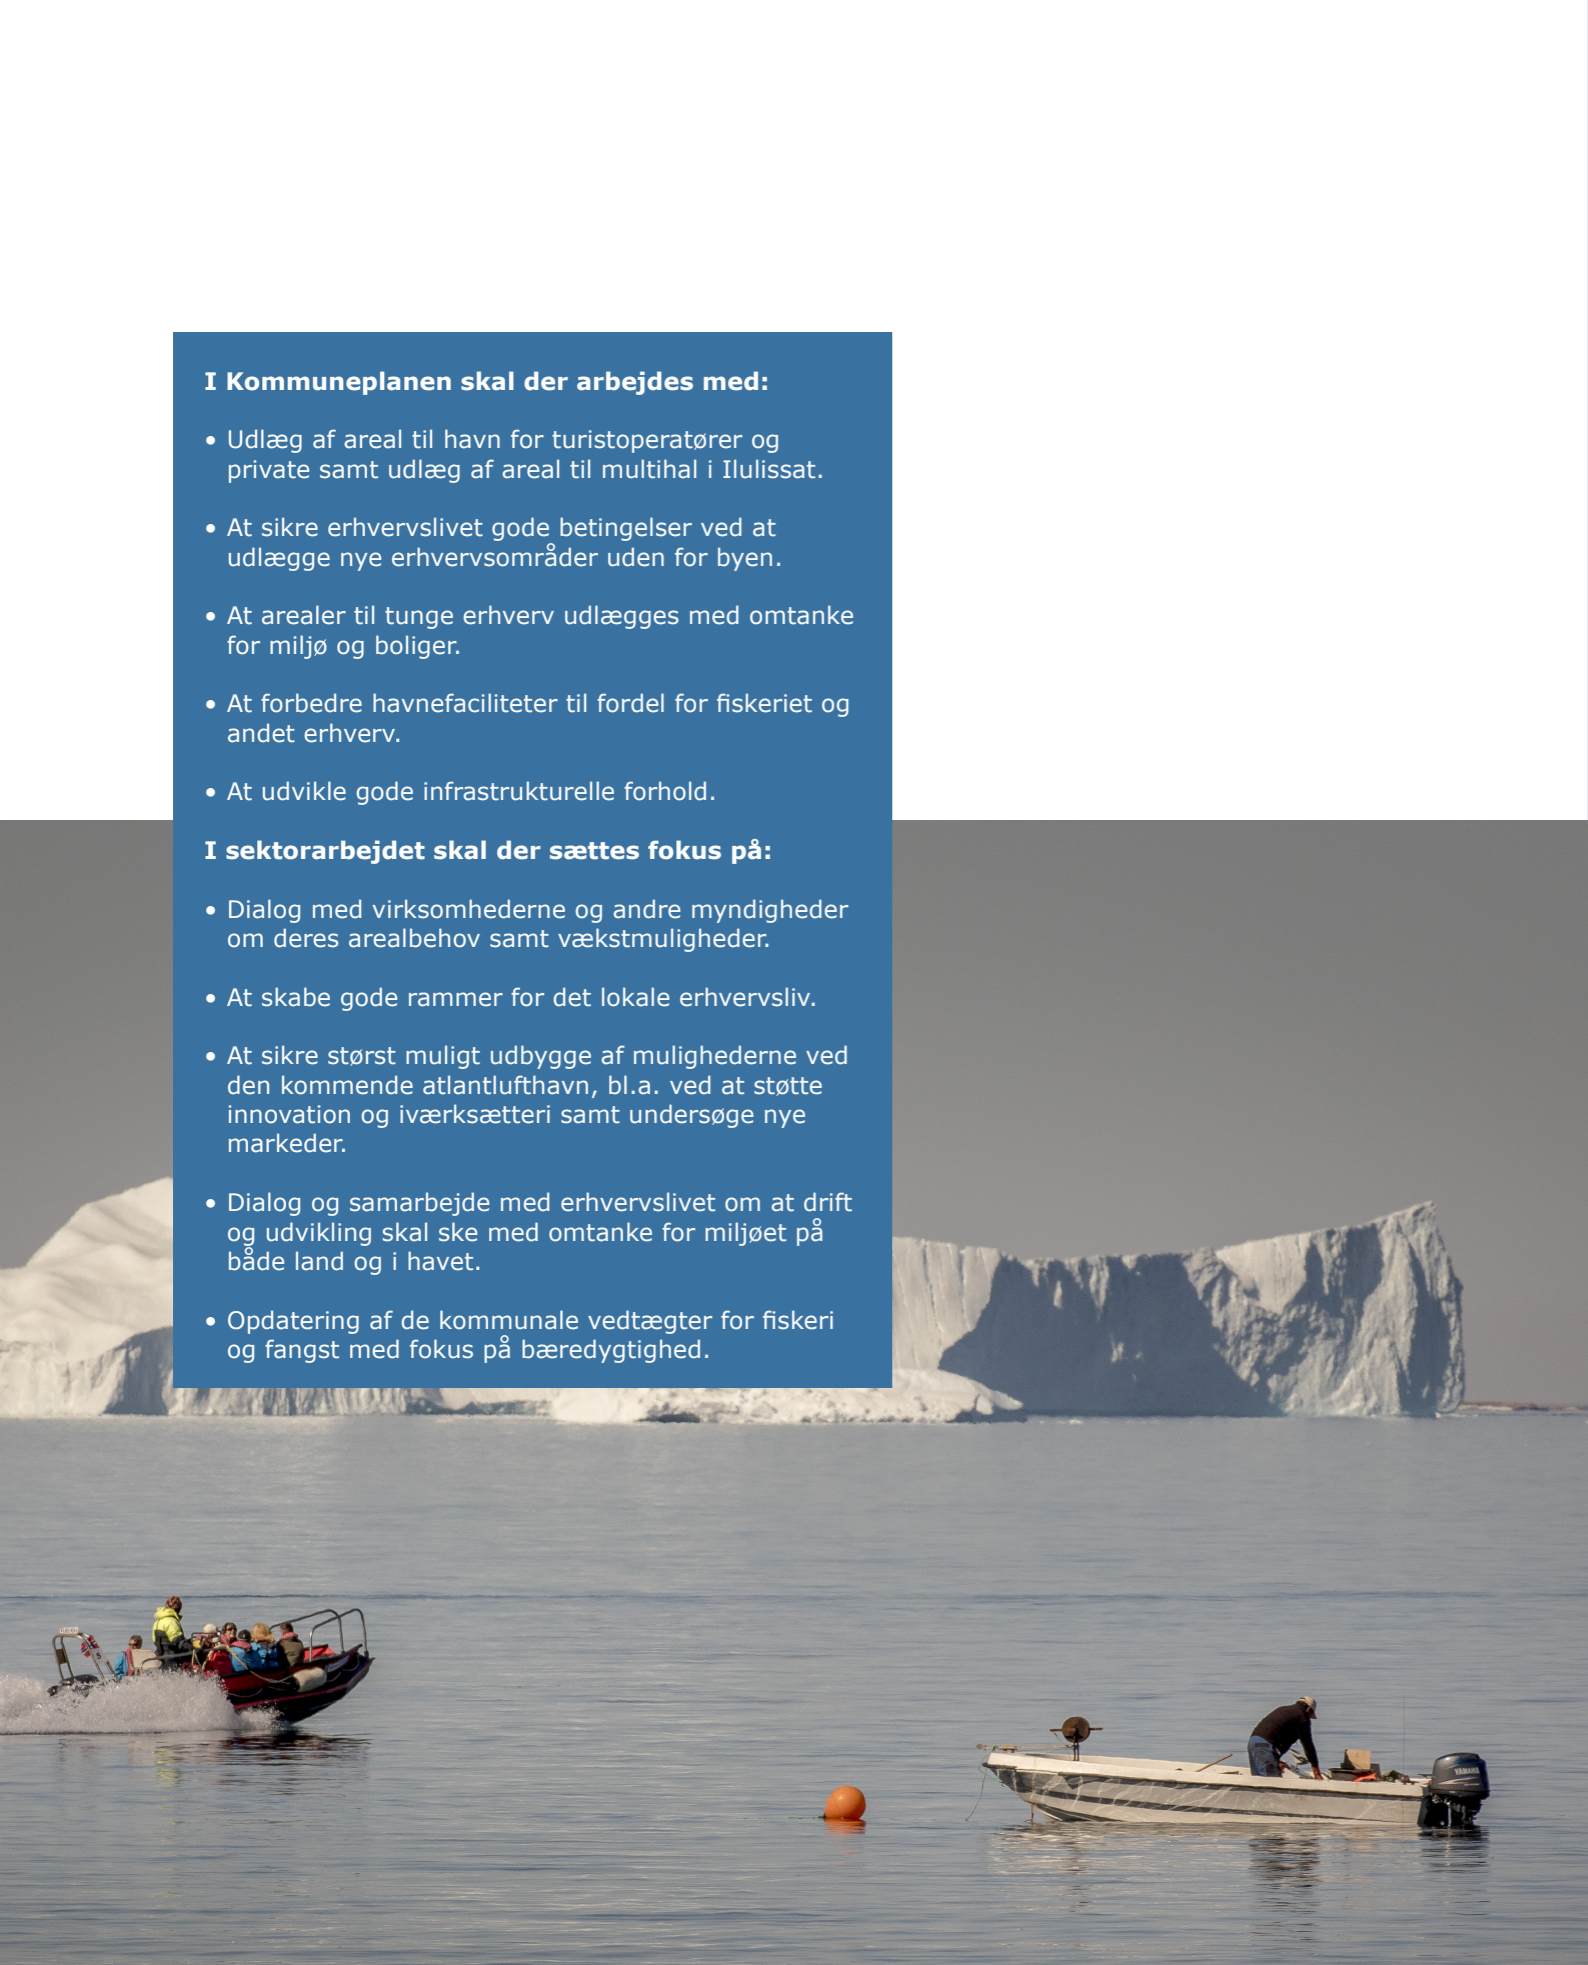 I Kommuneplanen skal der arbejdes med:
• Udlæg af areal til havn for turistoperatører og
private samt udlæg af areal til multihal i Ilulissat.
• At sikre erhvervslivet gode betingelser ved at
udlægge nye erhvervsområder uden for byen.
• At arealer til tunge erhverv udlægges med omtanke
for miljø og boliger.
• At forbedre havnefaciliteter til fordel for fiskeriet og
andet erhverv.
• At udvikle gode infrastrukturelle forhold.
I sektorarbejdet skal der sættes fokus på:
• Dialog med virksomhederne og andre myndigheder
om deres arealbehov samt vækstmuligheder.
• At skabe gode rammer for det lokale erhvervsliv.
• At sikre størst muligt udbygge af mulighederne ved
den kommende atlantlufthavn, bl.a. ved at støtte
innovation og iværksætteri samt undersøge nye
markeder.
• Dialog og samarbejde med erhvervslivet om at drift
og udvikling skal ske med omtanke for miljøet på
både land og i havet.
• Opdatering af de kommunale vedtægter for fiskeri
og fangst med fokus på bæredygtighed.
5
YAMAHA